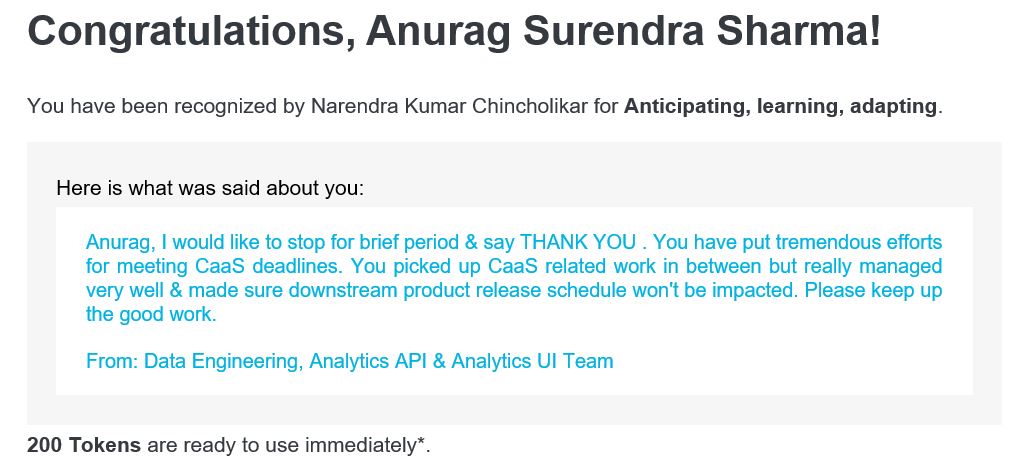 Congratulations, Anurag Surendra Sharma!
You have been recognized by Narendra Kumar Chincholikar for Anticipating, learning, adapting.
Here is what was said about you:
Anurag, I would like to stop for brief period & say THANK YOU . You have put tremendous efforts
for meeting CaaS deadlines. You picked up CaaS related work in between but really managed
very well & made sure downstream product release schedule won't be impacted. Please keep up
the good work.
From: Data Engineering, Analytics API & Analytics UI Team
200 Tokens are ready to use immediately*.